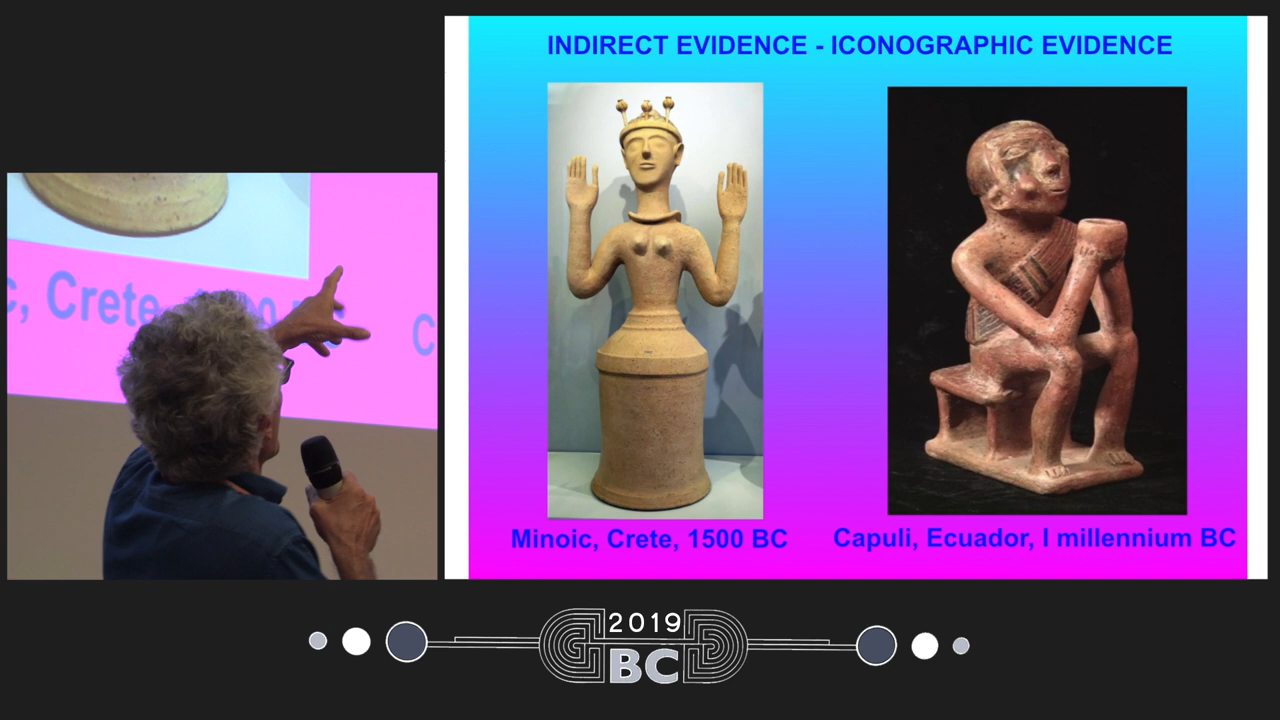 INDIRECT EVIDENCE - ICONOGRAPHIC EVIDENCE
Minoic, Crete, 1500 BC
Capuli, Ecuador, I millennium BC
c, Crete,
C
2019
BC